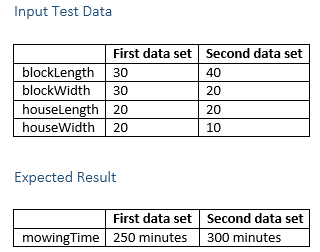 Input Test Data
First data set Second data set
blockLength 30 40
blockWidth 30 20
houseLength 20 20
houseWidth 20 10
Expected Result
First data set Second data set
mowingTime 250 minutes 300 minutes